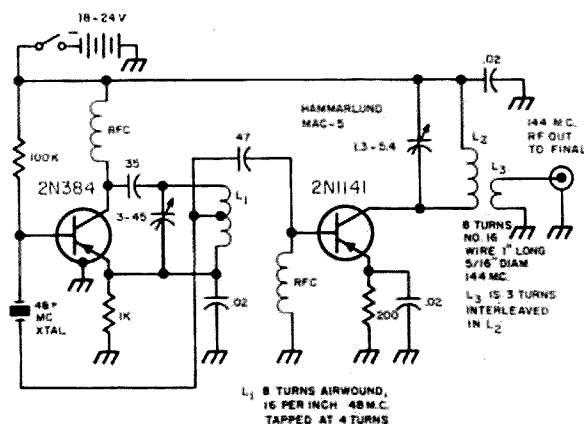 18-24V
.02
RFC
HAMMARLUND
MAC-5
144 M.C.
RF OUT
TO FINAL
100K
35
47
1.3-5.4
L2
L3
2N384
3-45
L1
2N1141
8 TURNS
NO. 16
WIRE 1" LONG
5/16" DIAM
144 MC.
48+
MC
XTAL
1K
.02
RFC
200
.02
L3 IS 3 TURNS
INTERLEAVED
IN L2
L1 8 TURNS AIRWOUND,
16 PER INCH 48 M.C.
TAPPED AT 4 TURNS